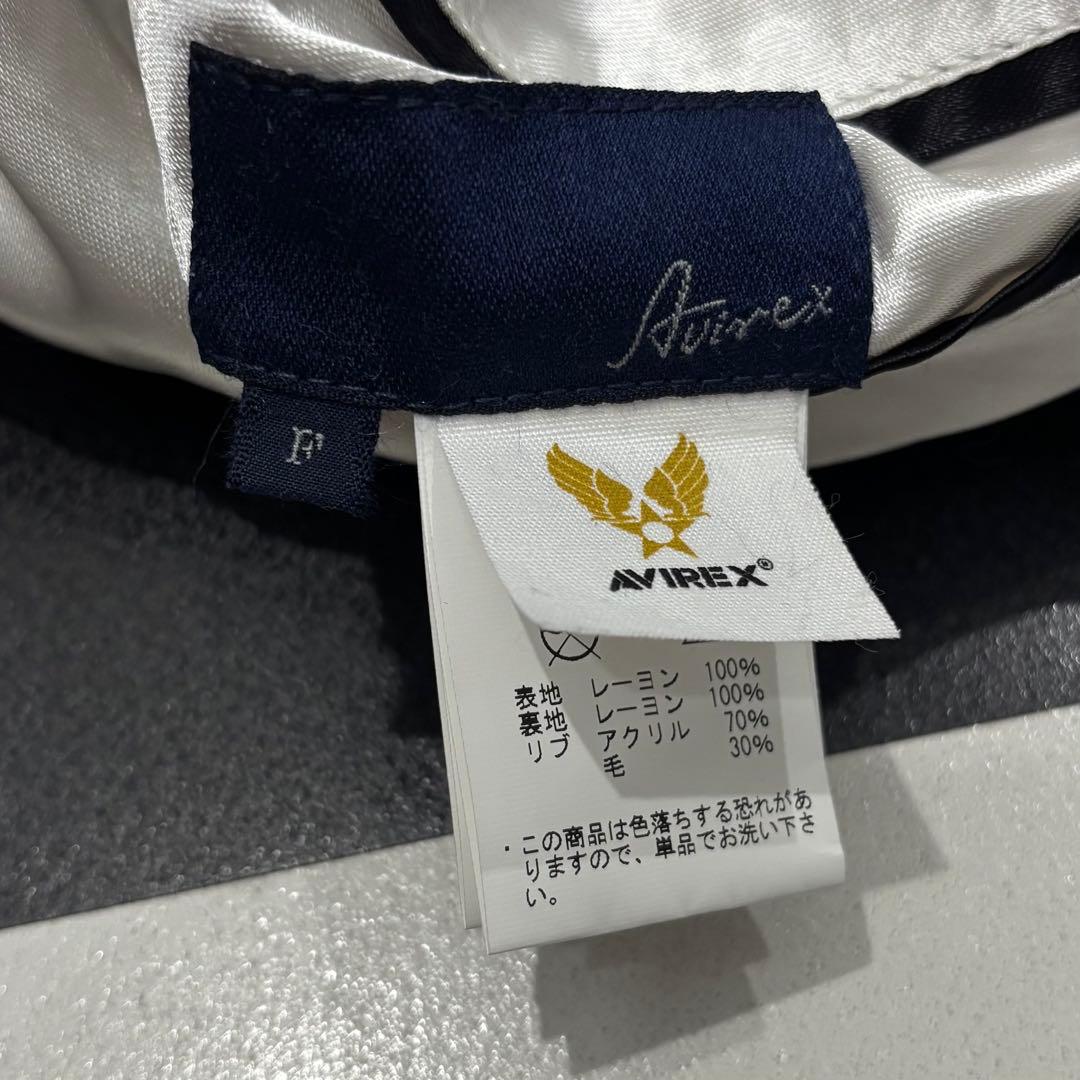 Avirex
F
AVIREX®
表地 レーヨン 100%
裏地 レーヨン 100%
リブ アクリル 70%
毛 30%
・この商品は色落ちする恐れがあ
りますので、単品でお洗い下さ
い。